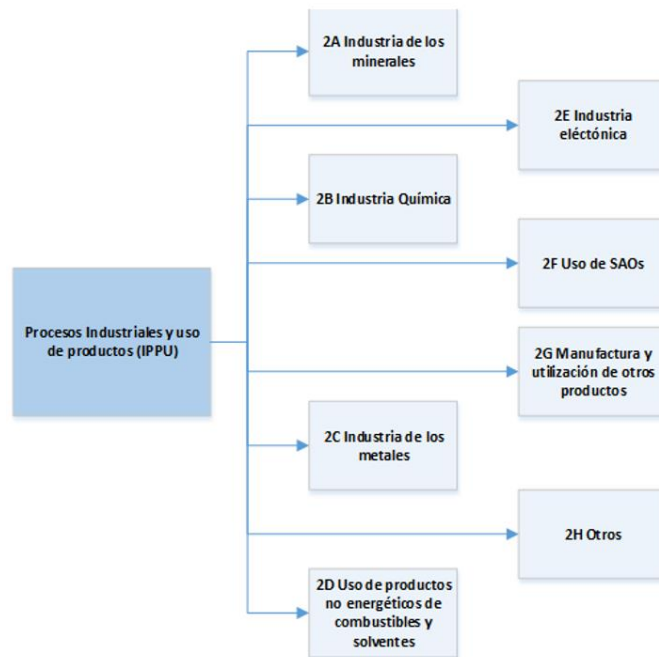 2A Industria de los
minerales
2E Industria
eléctónica
2B Industria Química
2F Uso de SAOs
Procesos Industriales y uso
de productos (IPPU)
2G Manufactura y
utilización de otros
productos
2C Industria de los
metales
2H Otros
2D Uso de productos
no energéticos de
combustibles y
solventes